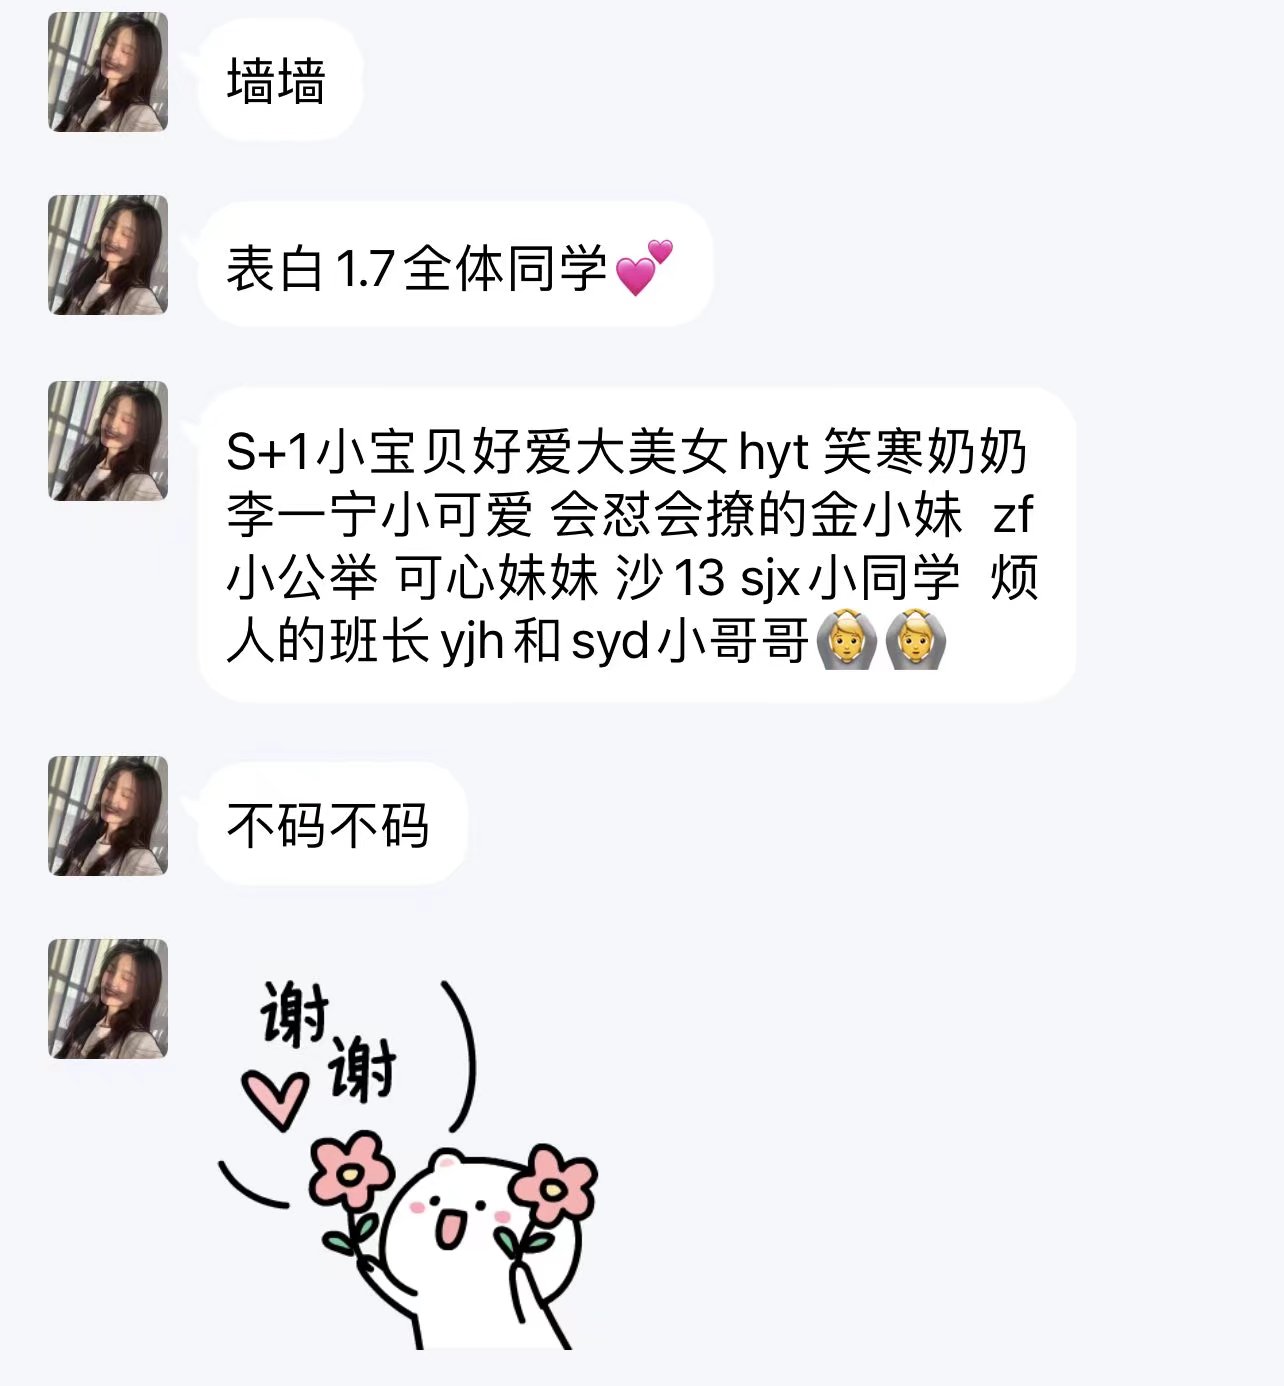 墙墙
表白1.7全体同学💕
S+1小宝贝好爱大美女hyt 笑寒奶奶
李一宁小可爱 会怼会撩的金小妹 zf
小公举 可心妹妹 沙13 sjx小同学 烦
人的班长yjh和syd小哥哥🙆🙆
不码不码
谢
谢